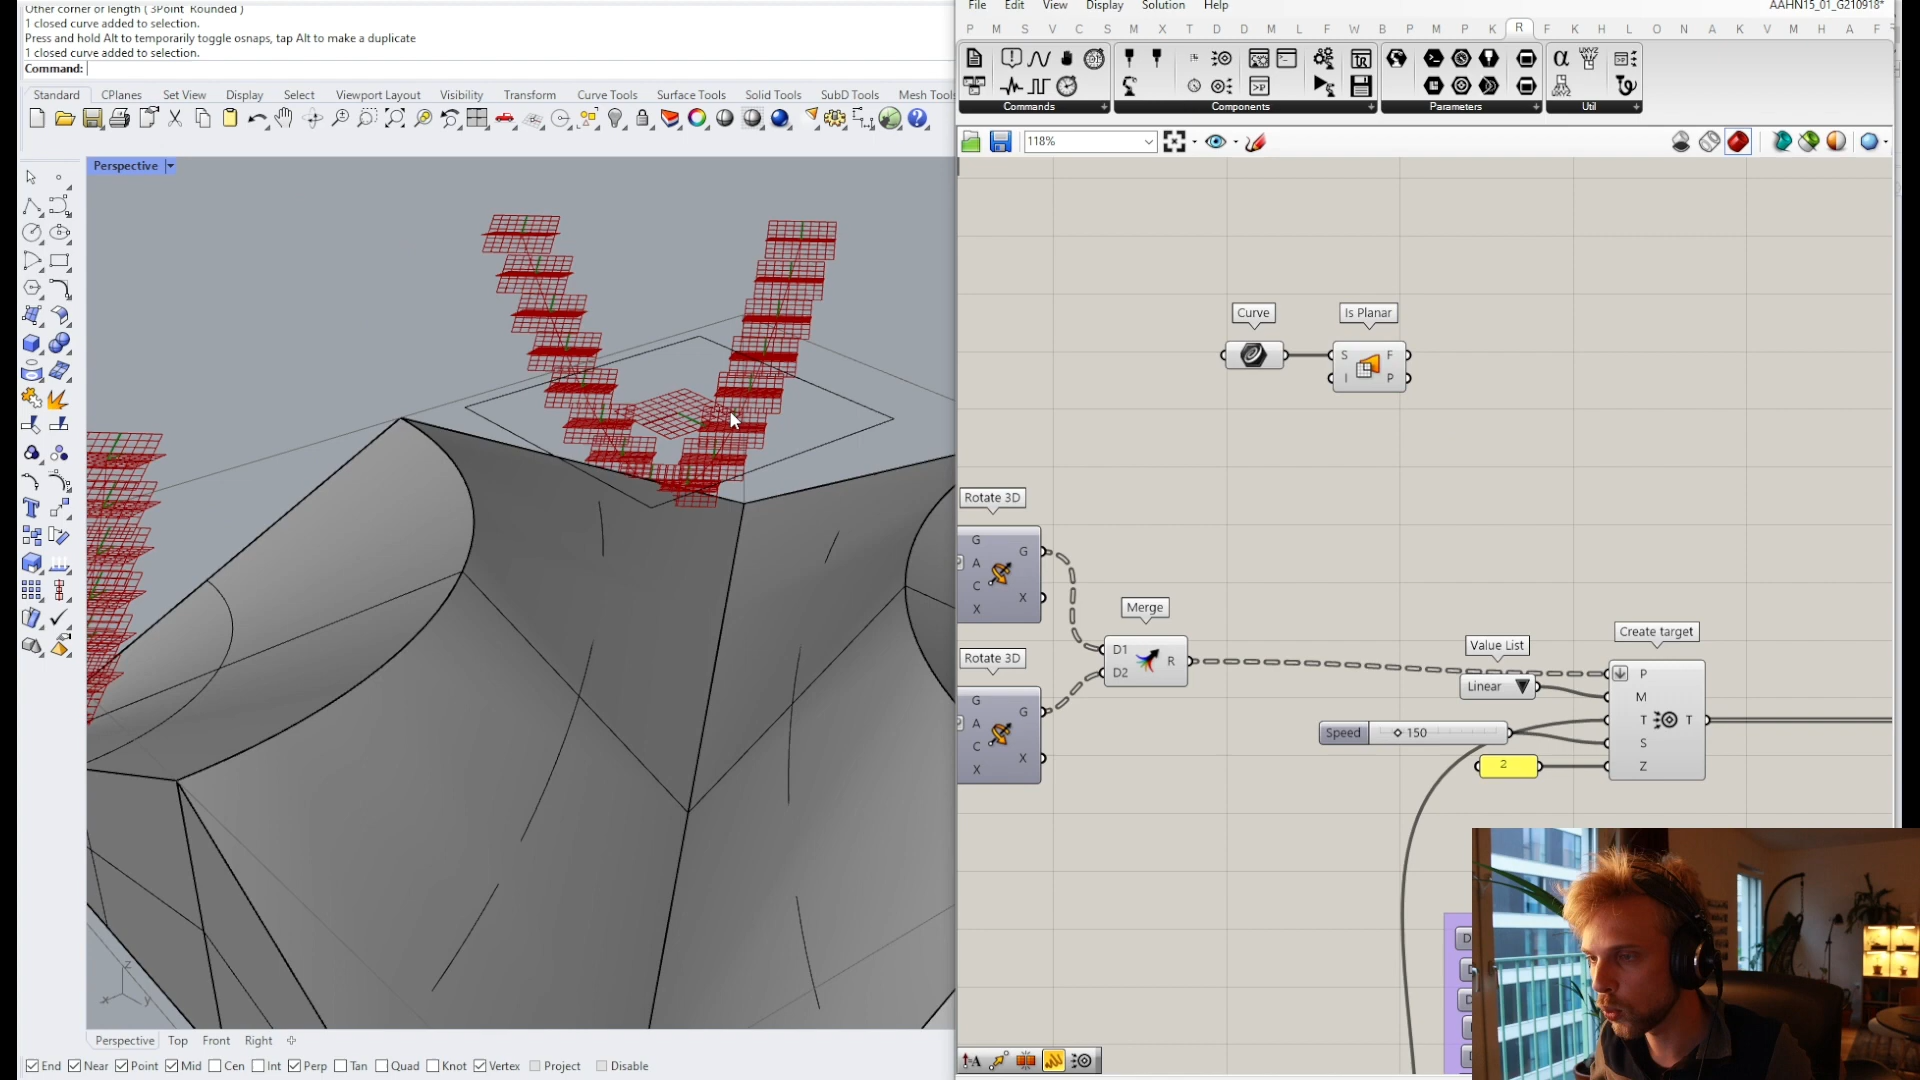 Other corner or length ( 3Point  Rounded )
1 closed curve added to selection.
Press and hold Alt to temporarily toggle osnaps, tap Alt to make a duplicate
1 closed curve added to selection.
Command:
Standard CPlanes Set View Display Select Viewport Layout Visibility Transform Curve Tools Surface Tools Solid Tools SubD Tools Mesh Tools
Perspective
z
x y
Perspective Top Front Right
End Near Point Mid Cen Int Perp Tan Quad Knot Vertex Project Disable
File Edit View Display Solution Help
AAHN15_01_G210918*
P M S V C S M X T D D M L F W B P M P K R F K H L O N A K V M H A F
Commands Components Parameters Util
118%
Curve Is Planar
S F
I P
Rotate 3D
G G
A
C X
X
Merge
D1 R
D2
Rotate 3D
G G
A
C X
X
Value List
Linear
Speed 150
2
Create target
P
M
T T
S
Z